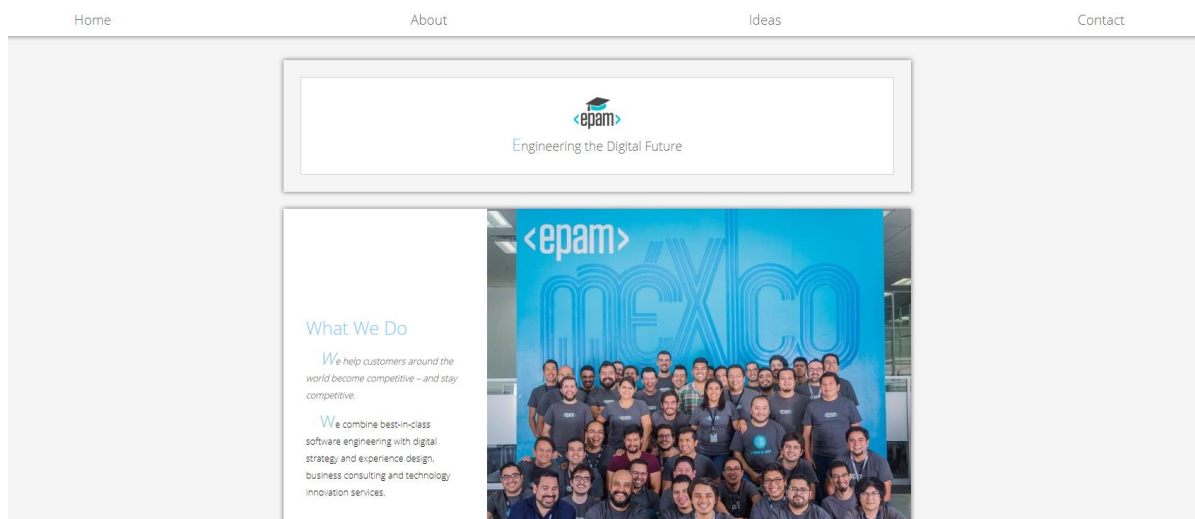 Home About Ideas Contact
<epam>
Engineering the Digital Future
<epam>
méxico
What We Do
We help customers around the
world become competitive – and stay
competitive.
We combine best-in-class
software engineering with digital
strategy and experience design,
business consulting and technology
innovation services.